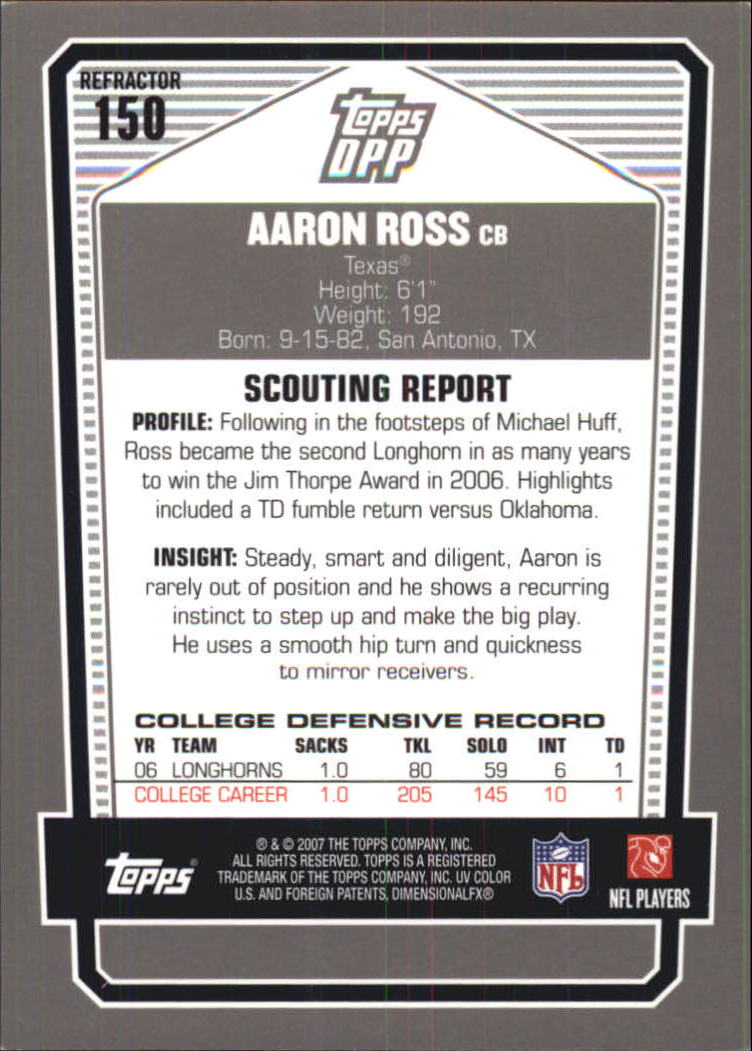 REFRACTOR
150
topps
DPP
AARON ROSS CB
Texas®
Height: 6'1"
Weight: 192
Born: 9-15-82, San Antonio, TX
SCOUTING REPORT
PROFILE: Following in the footsteps of Michael Huff,
Ross became the second Longhorn in as many years
to win the Jim Thorpe Award in 2006. Highlights
included a TD fumble return versus Oklahoma.
INSIGHT: Steady, smart and diligent, Aaron is
rarely out of position and he shows a recurring
instinct to step up and make the big play.
He uses a smooth hip turn and quickness
to mirror receivers.
COLLEGE DEFENSIVE RECORD
YR TEAM SACKS TKL SOLO INT TD
06 LONGHORNS 1.0 80 59 6 1
COLLEGE CAREER 1.0 205 145 10 1
topps®
® & © 2007 THE TOPPS COMPANY, INC.
ALL RIGHTS RESERVED. TOPPS IS A REGISTERED
TRADEMARK OF THE TOPPS COMPANY, INC. UV COLOR
U.S. AND FOREIGN PATENTS, DIMENSIONALFX®
NFL
NFL PLAYERS